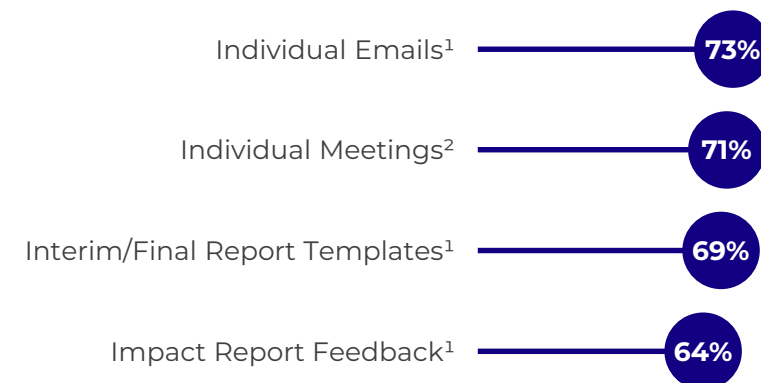 Individual Emails¹ 73%
Individual Meetings² 71%
Interim/Final Report Templates¹ 69%
Impact Report Feedback¹ 64%